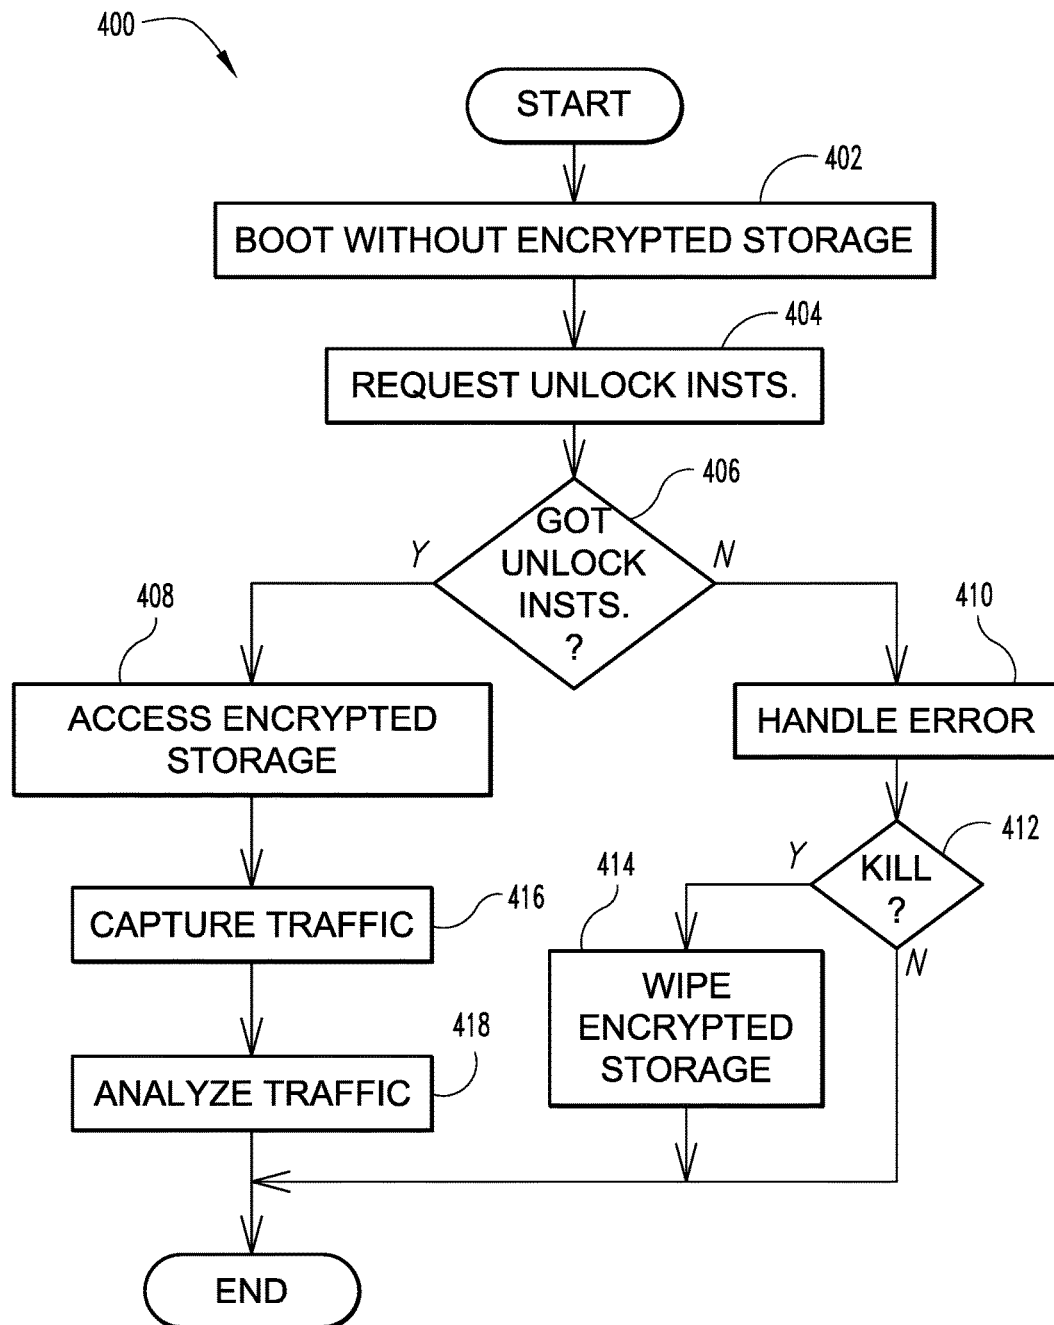 400
START
402
BOOT WITHOUT ENCRYPTED STORAGE
404
REQUEST UNLOCK INSTS.
406
GOT
UNLOCK
INSTS.
?
Y
N
408
ACCESS ENCRYPTED
STORAGE
410
HANDLE ERROR
412
KILL
?
Y
N
414
WIPE
ENCRYPTED
STORAGE
CAPTURE TRAFFIC
416
418
ANALYZE TRAFFIC
END